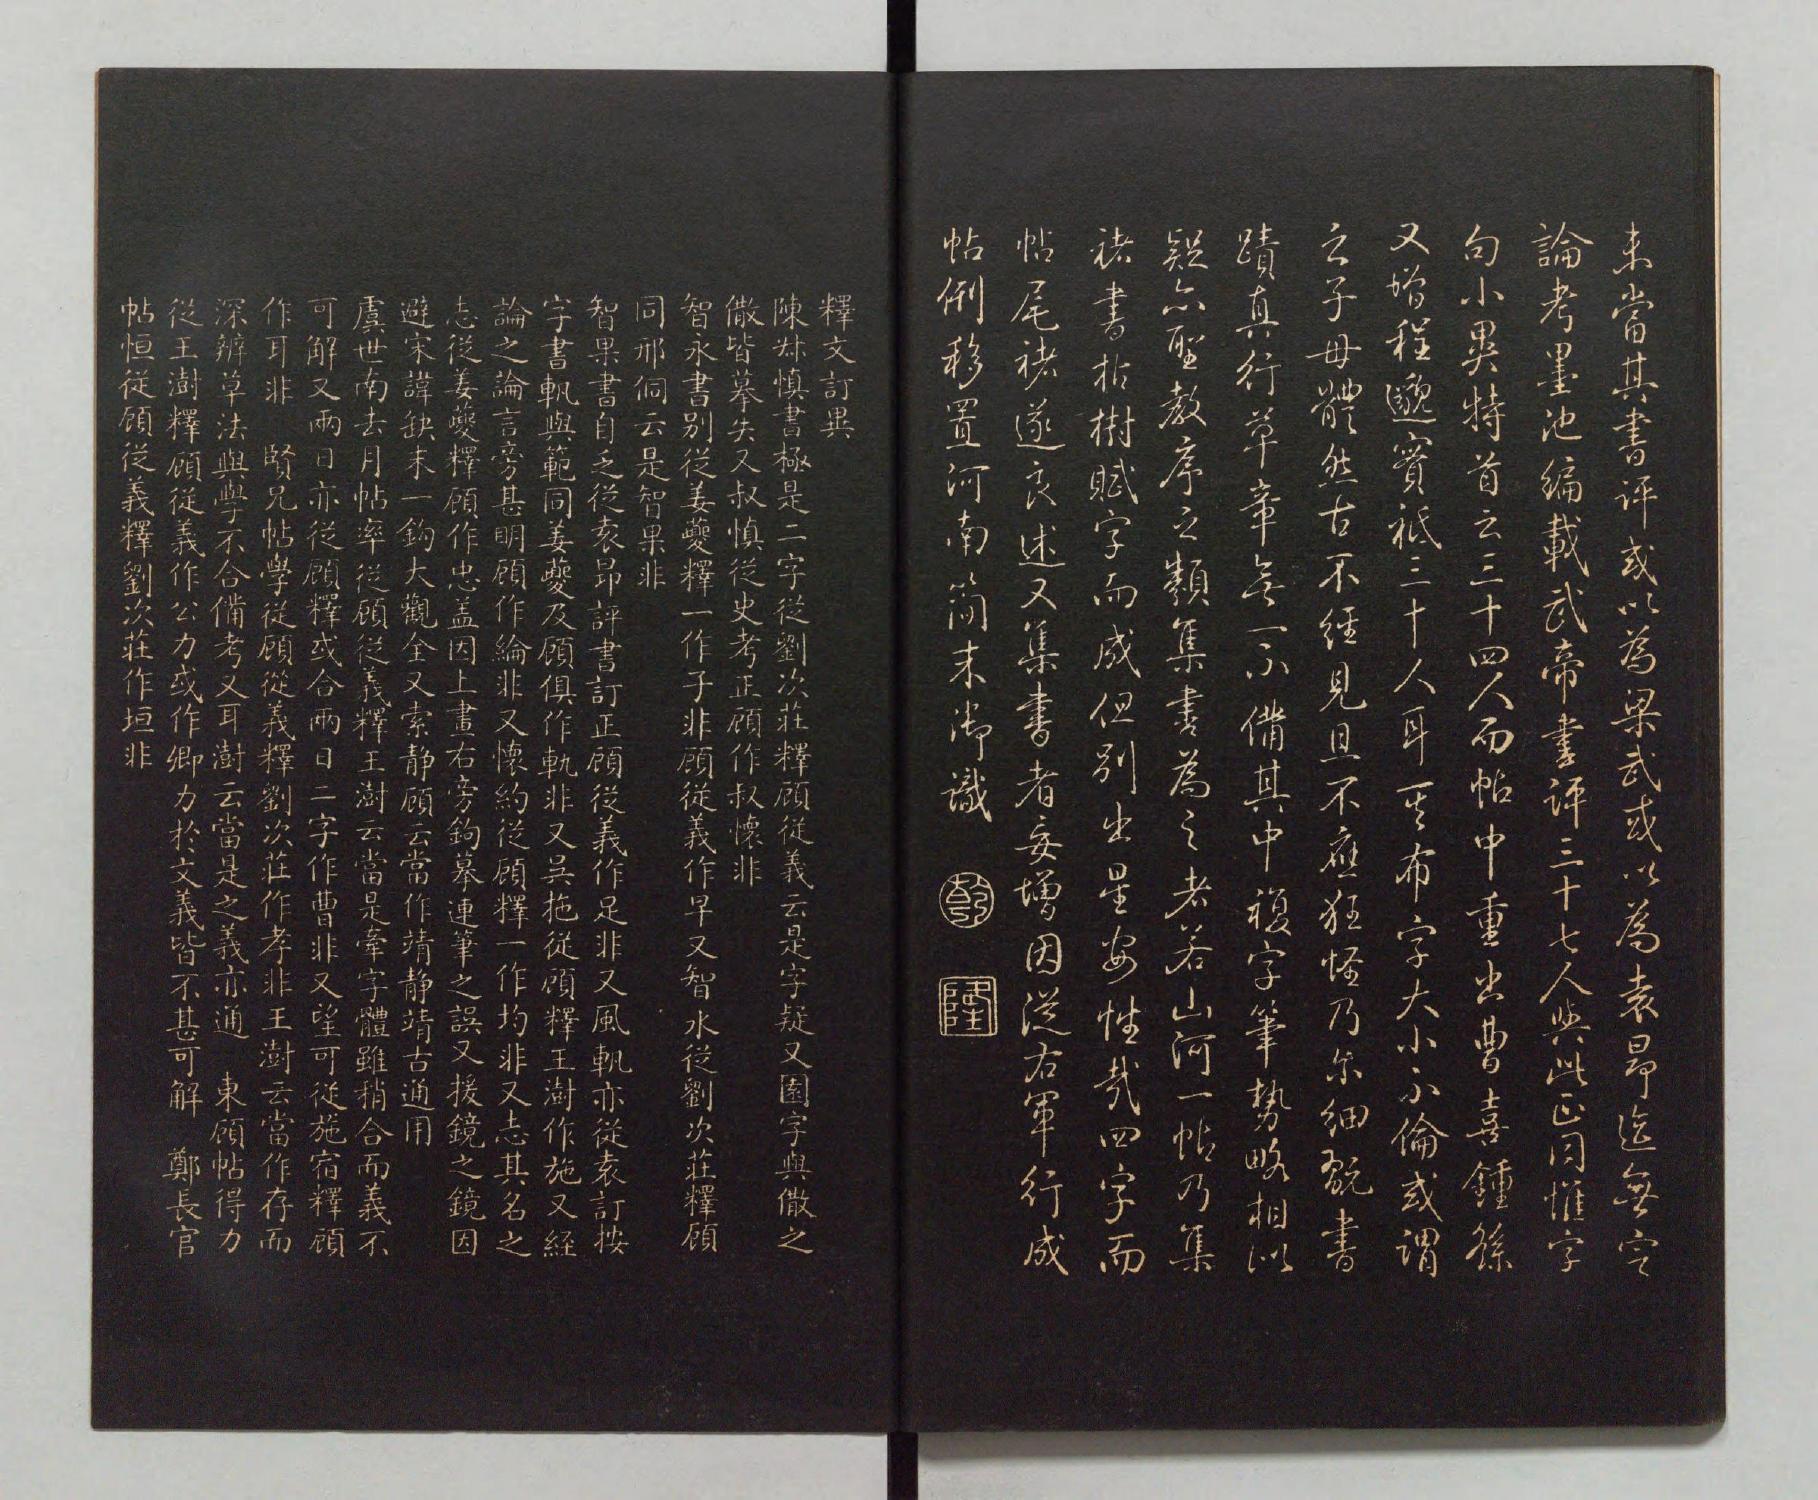 未當其書評或以為梁武或以為袁昂迄無定
論考墨池編載武帝書評三十七人與此正同惟字
句小異特首云三十四人而帖中重出曹喜鍾繇
又增程邈實祇三十人耳至布字大小不倫或謂
之子母體然古不經見且不應狂怪乃尔細翫書
蹟真行草章無一不備其中複字筆勢略相似
疑亦聖教序之類集書為之者若山河一帖乃集
褚書枯樹賦字而成但別出星安性哉四字而
帖尾褚遂良述又集書者妄增因從右軍行成
帖例移置河南簡末御識
乾
隆
釋文訂異
陳叔慎書極是二字從劉次莊釋顧從義云是字疑又園字與儆之
儆皆摹失又叔慎從史考正顧作叔懷非
智永書別從姜夔釋一作子非顧從義作早又智水從劉次莊釋顧
同邢侗云是智果非
智果書自乏從袁昂評書訂正顧從義作足非又風軓亦從袁訂按
字書軓與範同姜夔及顧俱作軌非又吳拖從顧釋王澍作施又經
論之論言旁甚明顧作綸非又懷約從顧釋一作均非又志其名之
志從姜夔釋顧作忠盖因上畫右旁鉤摹連筆之誤又援鏡之鏡因
避宋諱缺末一鉤大觀全又索静顧云當作靖静靖古通用
虞世南去月帖率從顧從義釋王澍云當是牽字體雖稍合而義不
可解又兩日亦從顧釋或合兩日二字作曹非又望可從施宿釋顧
作耳非　賢兄帖學從顧從義釋劉次莊作孝非王澍云當作存而
深辨草法與學不合備考又耳澍云當是之義亦通　東顧帖得力
從王澍釋顧從義作公力或作卿力於文義皆不甚可解　鄭長官
帖恒從顧從義釋劉次莊作垣非